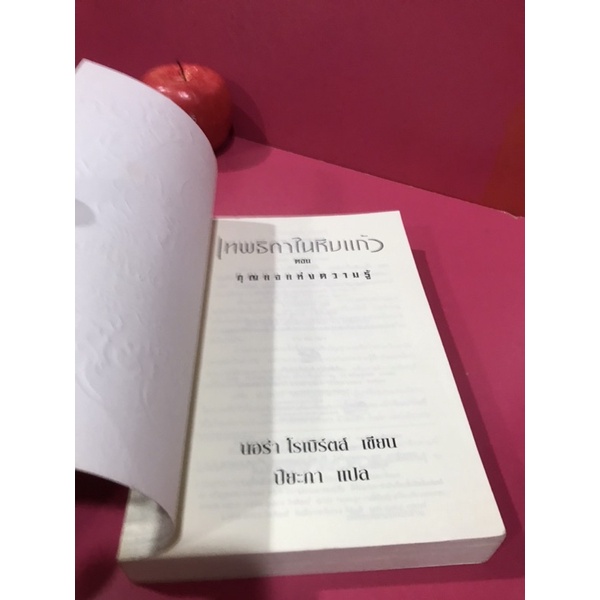 เทพธิดาในหีบแก้ว
ตอน
กุญแจแห่งความรู้
นอร่า โรเบิร์ตส์ เขียน
ปิยะภา แปล